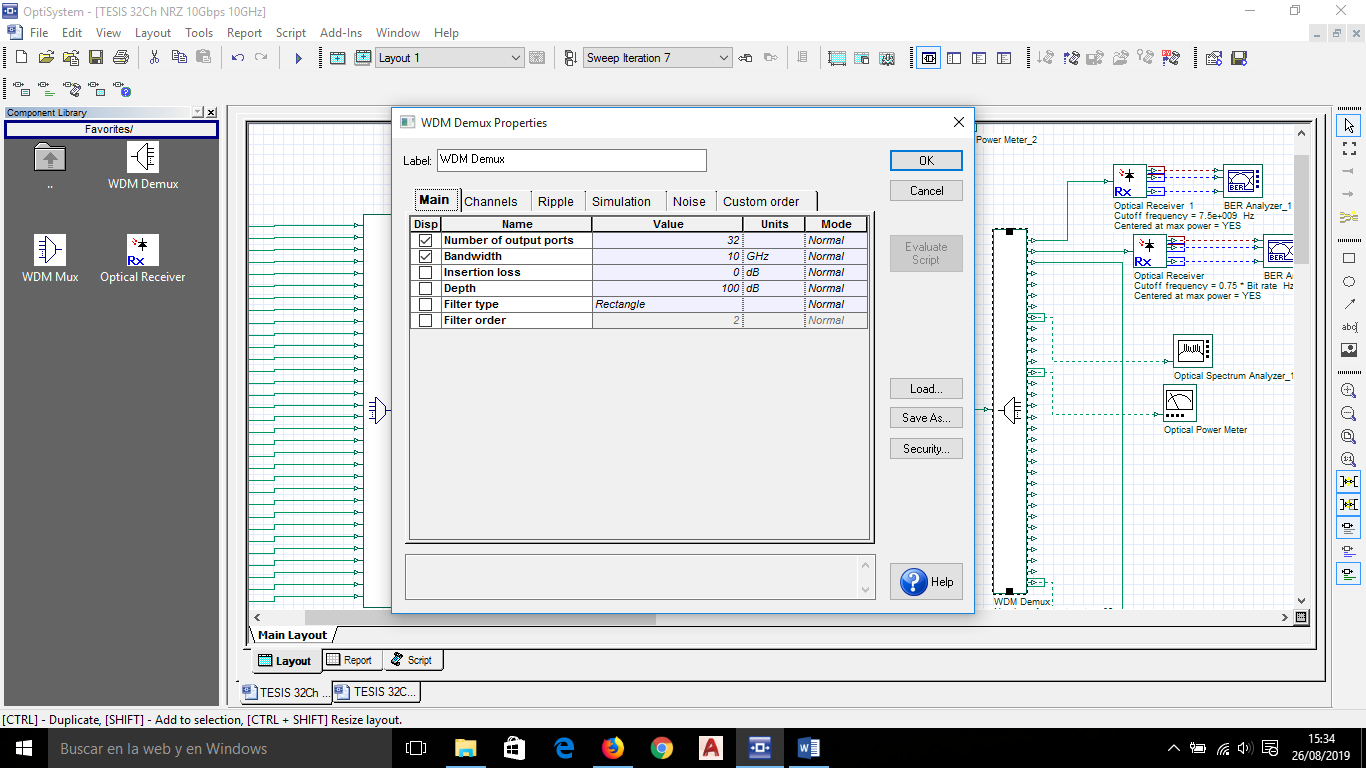 OptiSystem - [TESIS 32Ch NRZ 10Gbps 10GHz]
File Edit View Layout Tools Report Script Add-Ins Window Help
Layout 1 Sweep Iteration 7
Component Library
Favorites/
.. WDM Demux
WDM Mux Optical Receiver
WDM Demux Properties
Label: WDM Demux
OK
Cancel
Evaluate
Script
Load...
Save As...
Security...
Help
Main Channels Ripple Simulation Noise Custom order
Disp Name Value Units Mode
Number of output ports 32 Normal
Bandwidth 10 GHz Normal
Insertion loss 0 dB Normal
Depth 100 dB Normal
Filter type Rectangle Normal
Filter order 2 Normal
Power Meter_2
Rx BER
Optical Receiver_1 BER Analyzer_1
Cutoff frequency = 7.5e+009 Hz
Centered at max power = YES
Rx BER
Optical Receiver BER A
Cutoff frequency = 0.75 * Bit rate Hz
Centered at max power = YES
Optical Spectrum Analyzer_1
Optical Power Meter
WDM Demux
abc
1:1
Main Layout
Layout Report Script
TESIS 32Ch ... TESIS 32C...
[CTRL] - Duplicate, [SHIFT] - Add to selection, [CTRL + SHIFT] Resize layout.
Buscar en la web y en Windows
15:34
26/08/2019